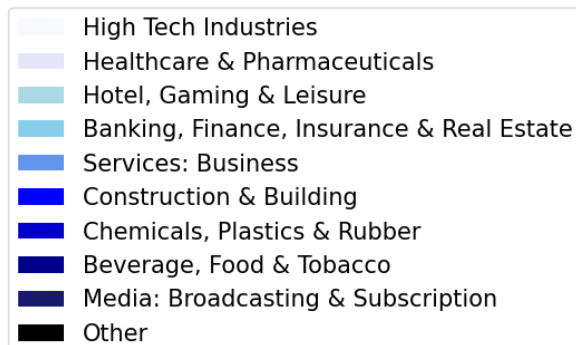 High Tech Industries
Healthcare & Pharmaceuticals
Hotel, Gaming & Leisure
Banking, Finance, Insurance & Real Estate
Services: Business
Construction & Building
Chemicals, Plastics & Rubber
Beverage, Food & Tobacco
Media: Broadcasting & Subscription
Other